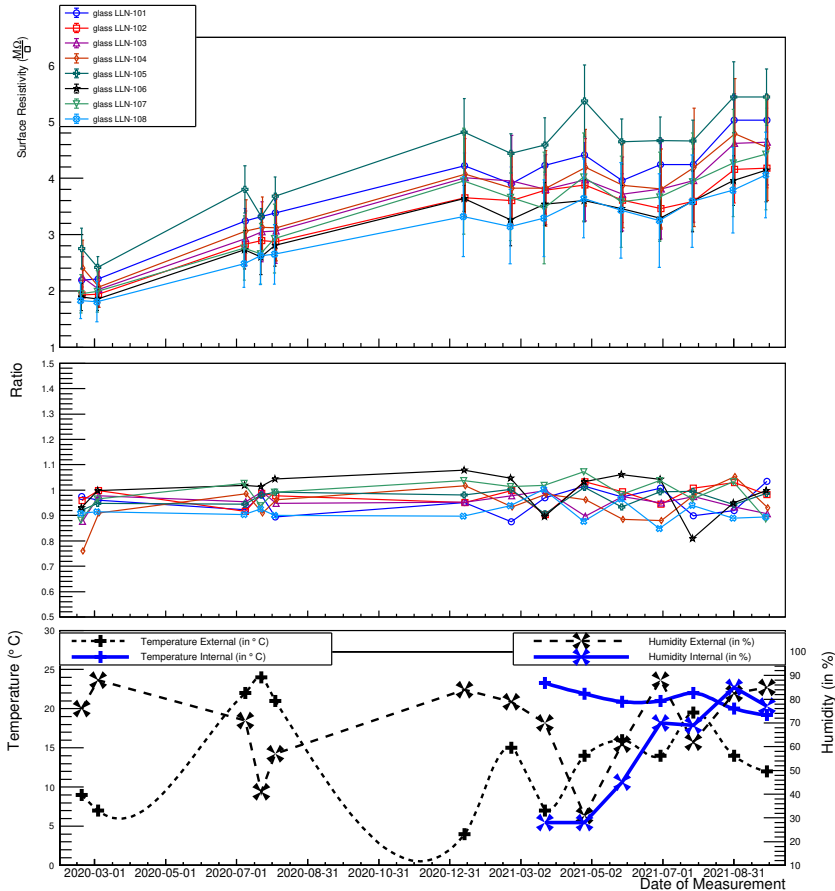 glass LLN-101
glass LLN-102
glass LLN-103
glass LLN-104
glass LLN-105
glass LLN-106
glass LLN-107
glass LLN-108
Surface Resistivity (MΩ/□)
6
5
4
3
2
1
Ratio
1.5
1.4
1.3
1.2
1.1
1.0
0.9
0.8
0.7
0.6
0.5
Temperature (° C)
30
25
20
15
10
5
0
Temperature External (in ° C)
Temperature Internal (in ° C)
Humidity External (in %)
Humidity Internal (in %)
100
90
80
70
60
50
40
30
20
10
Humidity (in %)
2020-03-01 2020-05-01 2020-07-01 2020-08-31 2020-10-31 2020-12-31 2021-03-02 2021-05-02 2021-07-01 2021-08-31
Date of Measurement